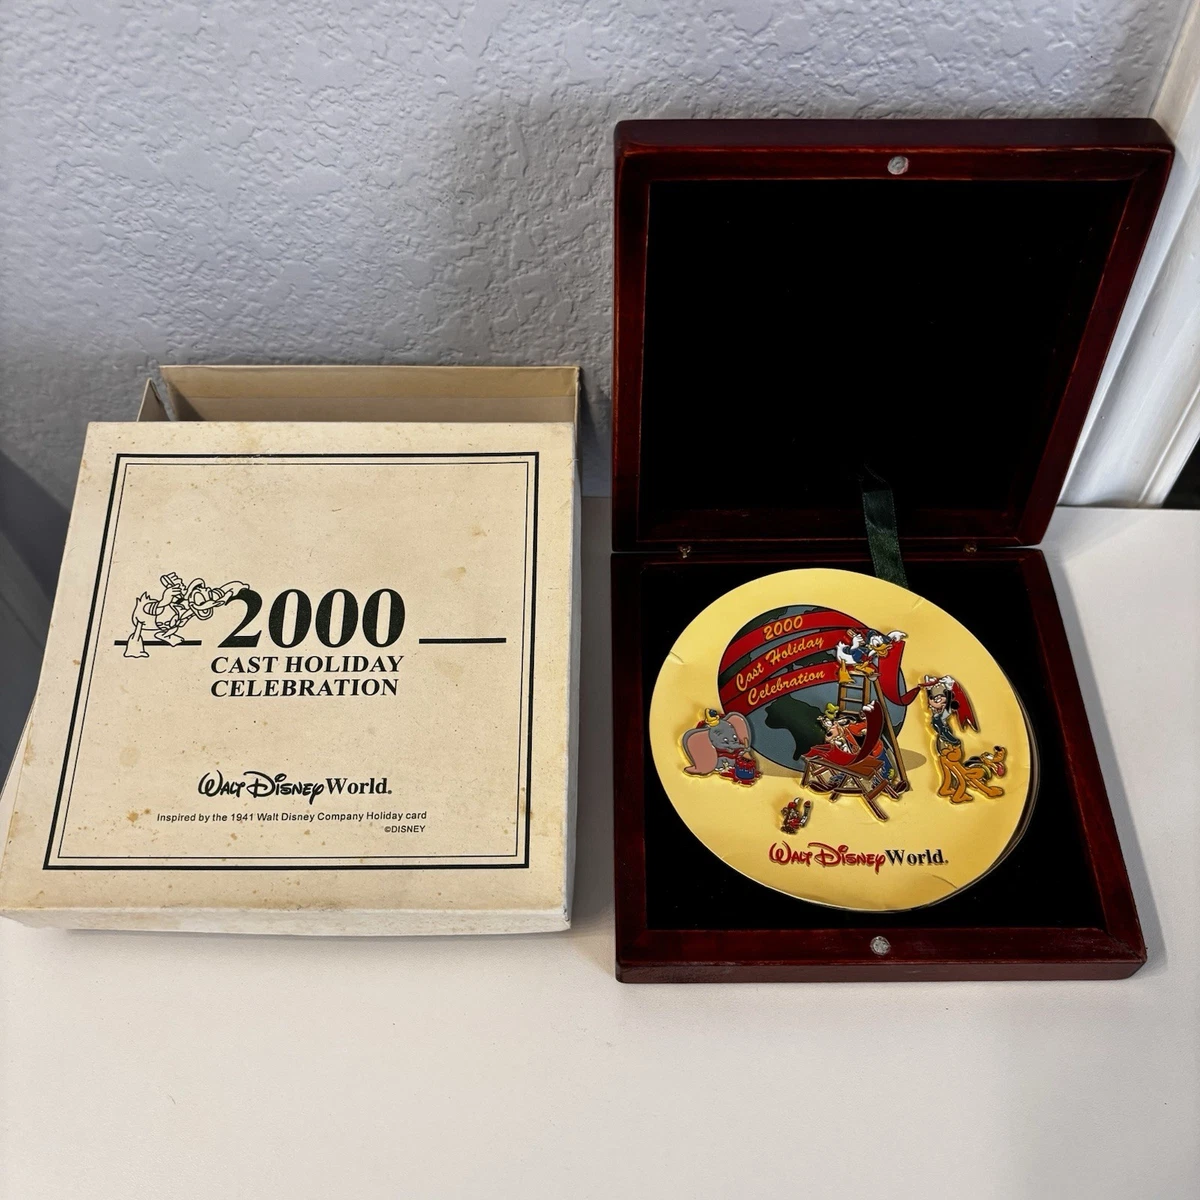 2000
CAST HOLIDAY
CELEBRATION
WALT DISNEY World.
Inspired by the 1941 Walt Disney Company Holiday card
©DISNEY
2000
Cast Holiday
Celebration
WALT DISNEY World.